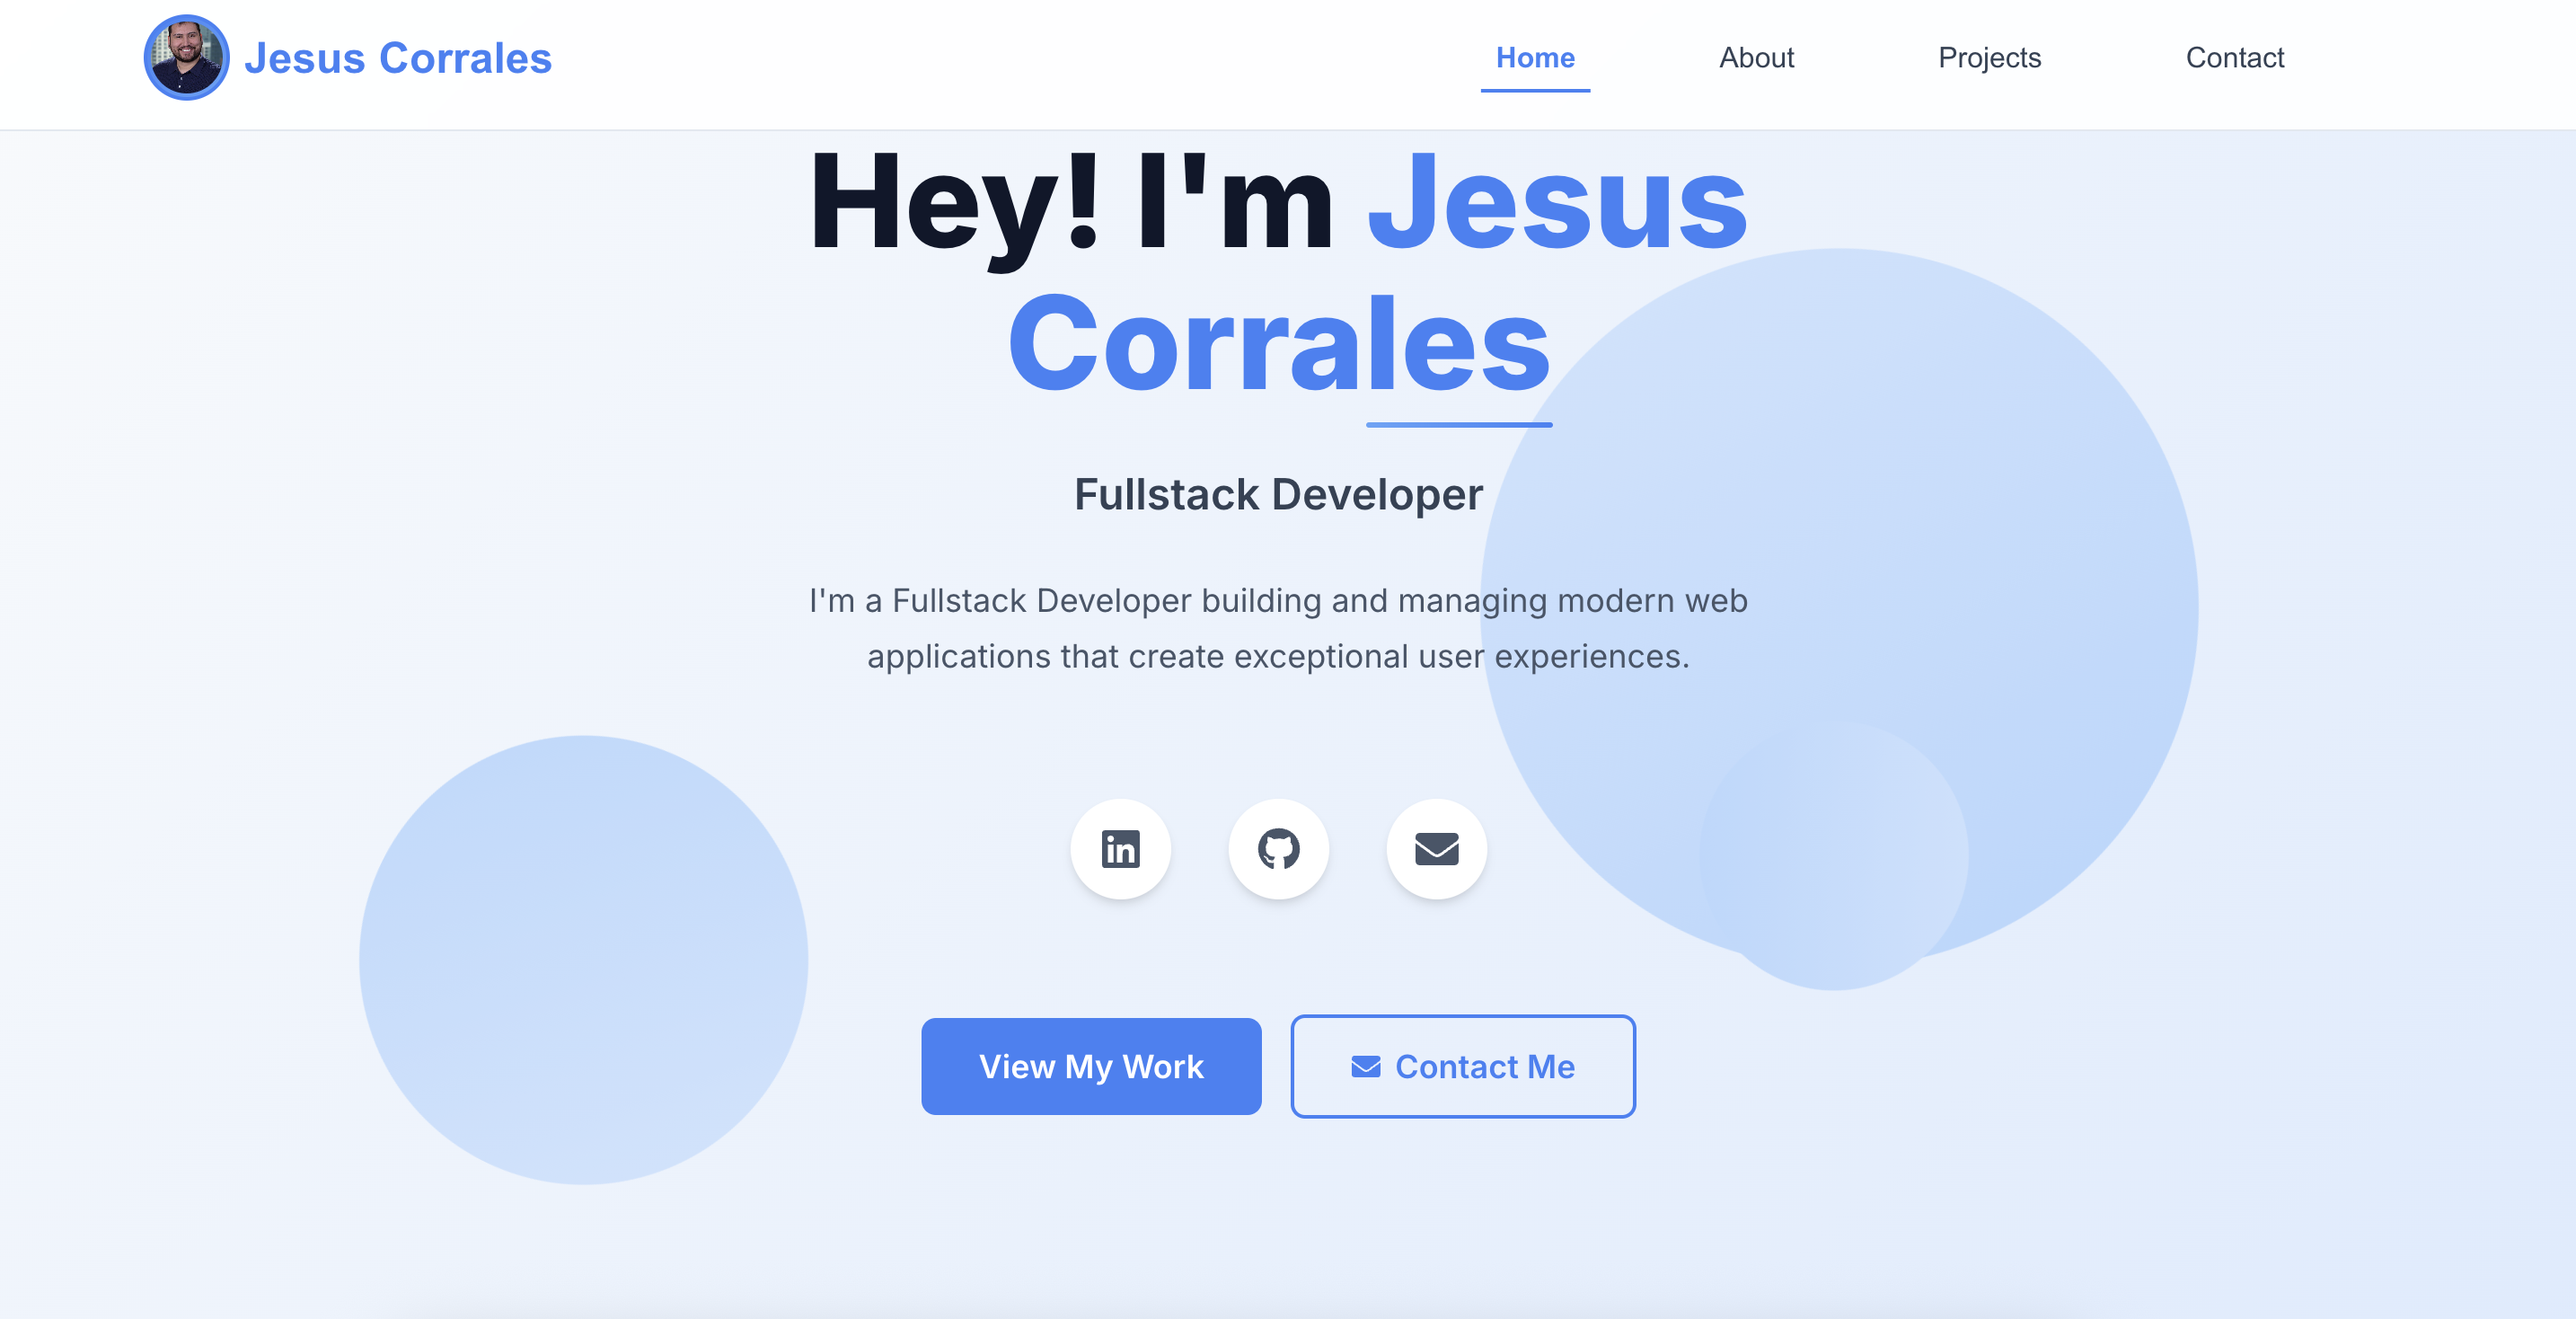 Jesus Corrales
Home
About
Projects
Contact
Hey! I'm Jesus
Corrales
Fullstack Developer
I'm a Fullstack Developer building and managing modern web
applications that create exceptional user experiences.
in
View My Work
Contact Me